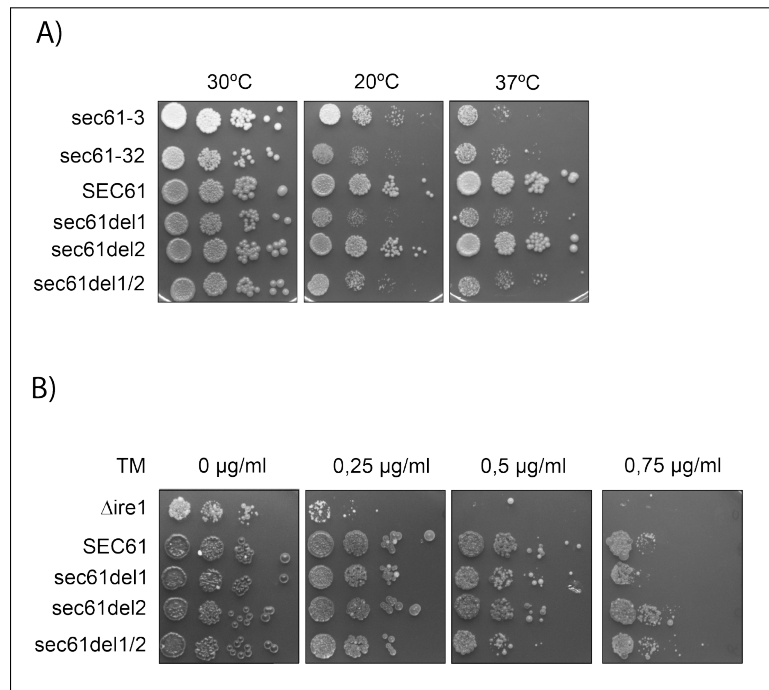 A)
30ºC 20ºC 37ºC
sec61-3
sec61-32
SEC61
sec61del1
sec61del2
sec61del1/2
B)
TM 0 µg/ml 0,25 µg/ml 0,5 µg/ml 0,75 µg/ml
Δire1
SEC61
sec61del1
sec61del2
sec61del1/2